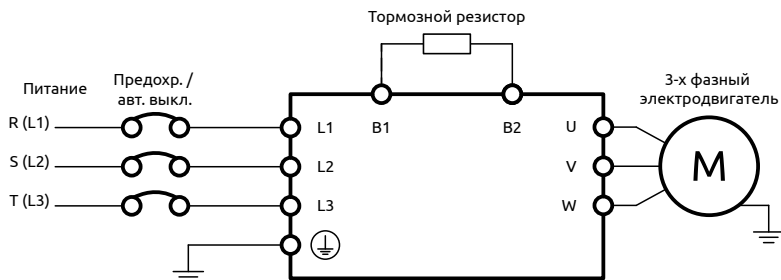 Тормозной резистор
Питание
Предохр. /
авт. выкл.
3-х фазный
электродвигатель
R (L1)
L1
B1
B2
U
S (L2)
L2
V
M
T (L3)
L3
W